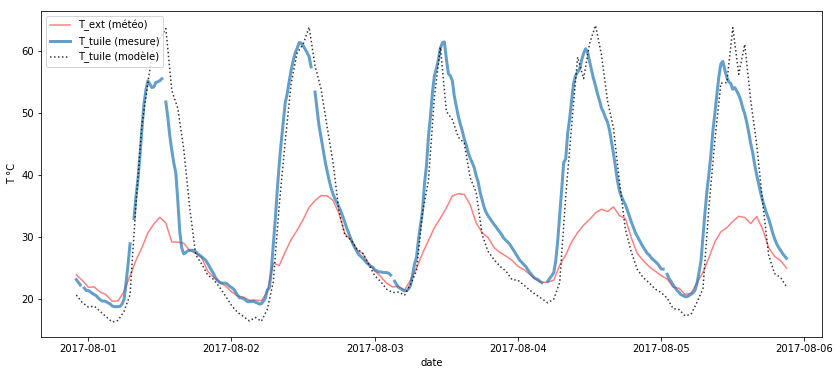 T_ext (météo)
T_tuile (mesure)
T_tuile (modèle)
60
50
40
30
20
T °C
2017-08-01 2017-08-02 2017-08-03 2017-08-04 2017-08-05 2017-08-06
date